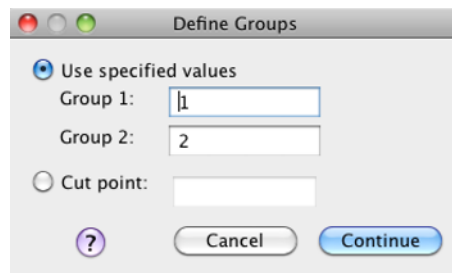 Define Groups
Use specified values
Group 1: 1
Group 2: 2
Cut point:
? Cancel Continue